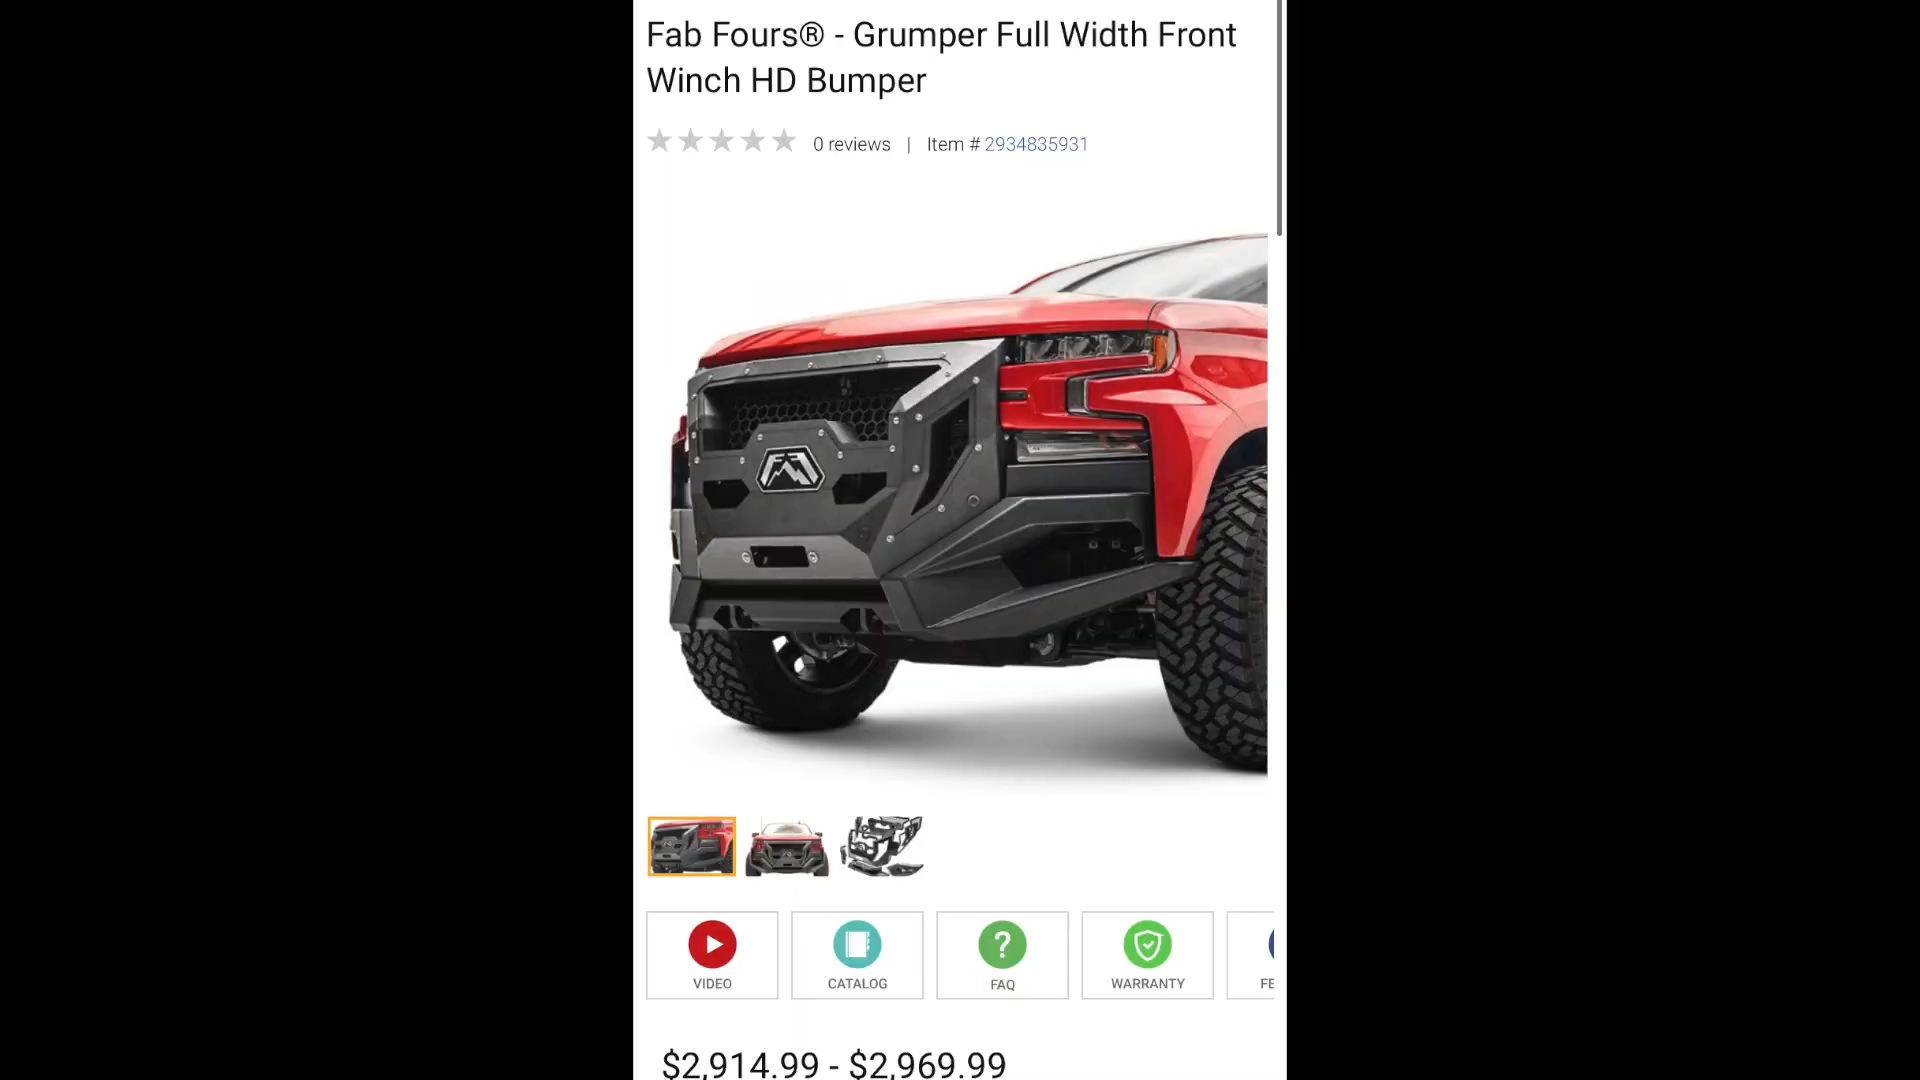 Fab Fours® - Grumper Full Width Front
Winch HD Bumper
0 reviews | Item # 2934835931
VIDEO
CATALOG
FAQ
WARRANTY
FE
$2,914.99 - $2,969.99